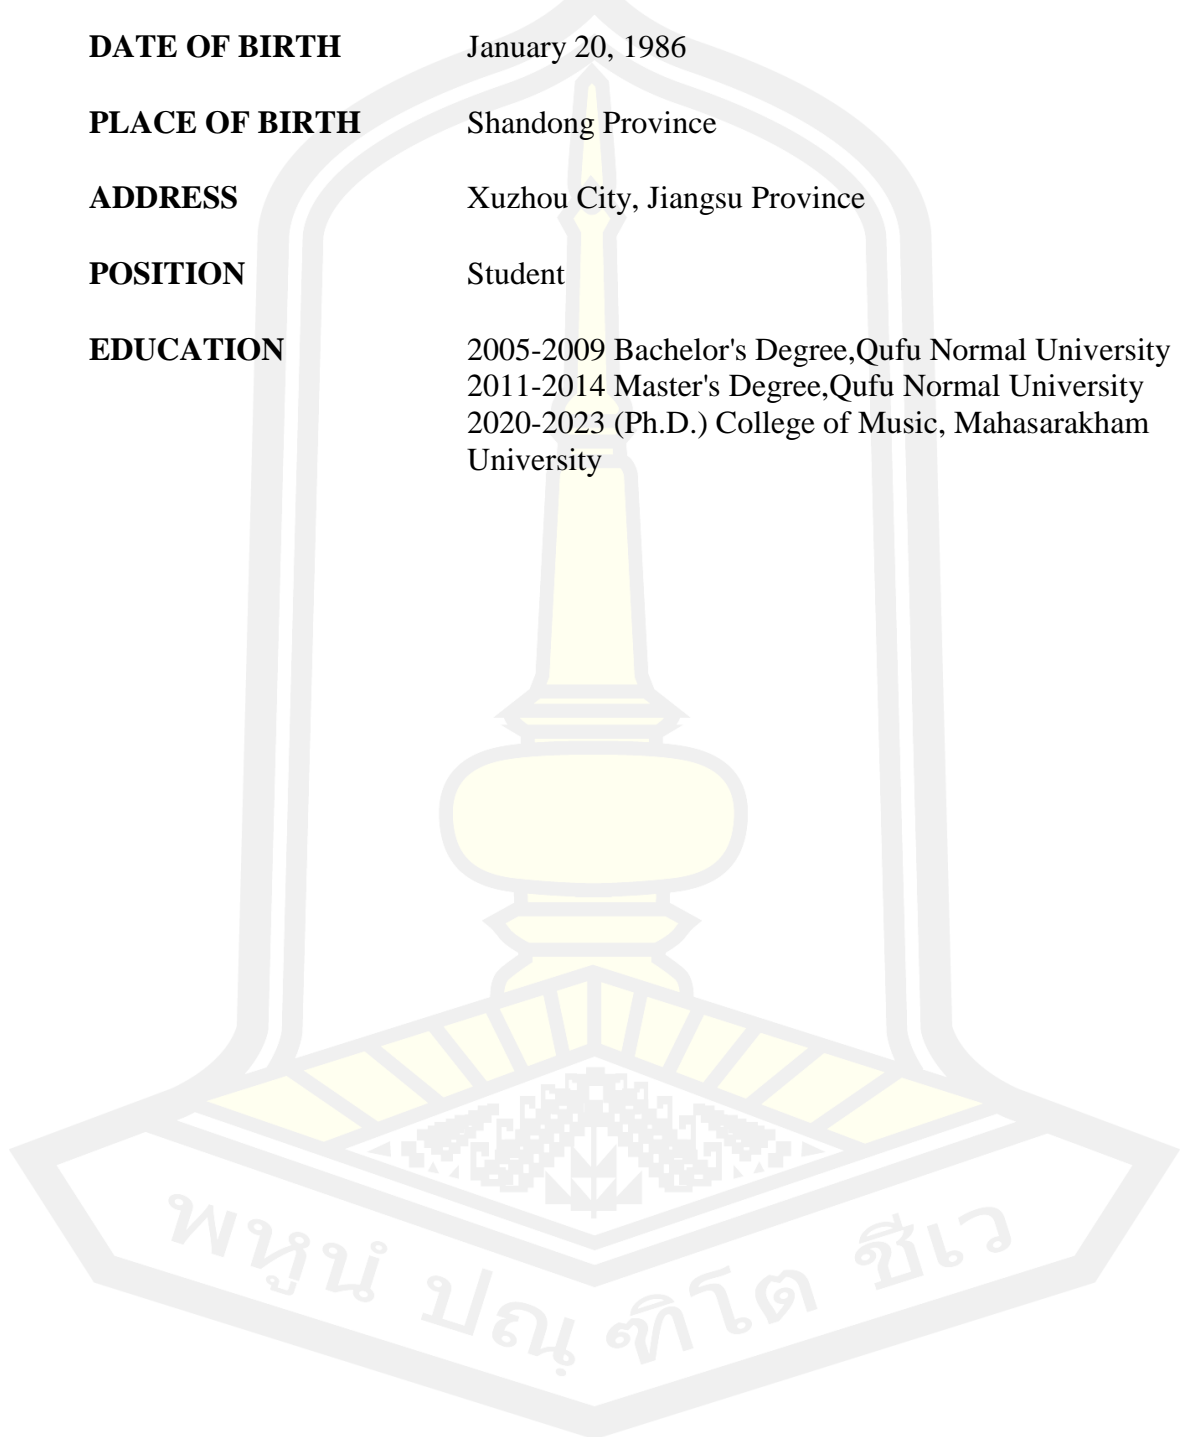 DATE OF BIRTH January 20, 1986
PLACE OF BIRTH Shandong Province
ADDRESS Xuzhou City, Jiangsu Province
POSITION Student
EDUCATION 2005-2009 Bachelor's Degree,Qufu Normal University
2011-2014 Master's Degree,Qufu Normal University
2020-2023 (Ph.D.) College of Music, Mahasarakham
University
พหูนํ ปณฺ ฑิโต ชีเว